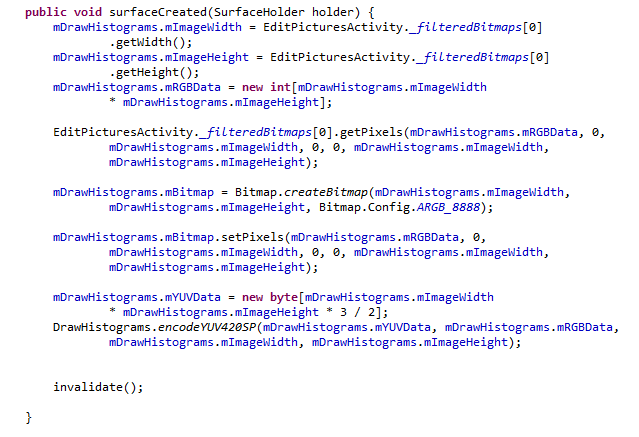 public void surfaceCreated(SurfaceHolder holder) {
mDrawHistograms.mImageWidth = EditPicturesActivity._filteredBitmaps[0]
.getWidth();
mDrawHistograms.mImageHeight = EditPicturesActivity._filteredBitmaps[0]
.getHeight();
mDrawHistograms.mRGBData = new int[mDrawHistograms.mImageWidth
* mDrawHistograms.mImageHeight];
EditPicturesActivity._filteredBitmaps[0].getPixels(mDrawHistograms.mRGBData, 0,
mDrawHistograms.mImageWidth, 0, 0, mDrawHistograms.mImageWidth,
mDrawHistograms.mImageHeight);
mDrawHistograms.mBitmap = Bitmap.createBitmap(mDrawHistograms.mImageWidth,
mDrawHistograms.mImageHeight, Bitmap.Config.ARGB_8888);
mDrawHistograms.mBitmap.setPixels(mDrawHistograms.mRGBData, 0,
mDrawHistograms.mImageWidth, 0, 0, mDrawHistograms.mImageWidth,
mDrawHistograms.mImageHeight);
mDrawHistograms.mYUVData = new byte[mDrawHistograms.mImageWidth
* mDrawHistograms.mImageHeight * 3 / 2];
DrawHistograms.encodeYUV420SP(mDrawHistograms.mYUVData, mDrawHistograms.mRGBData,
mDrawHistograms.mImageWidth, mDrawHistograms.mImageHeight);
invalidate();
}